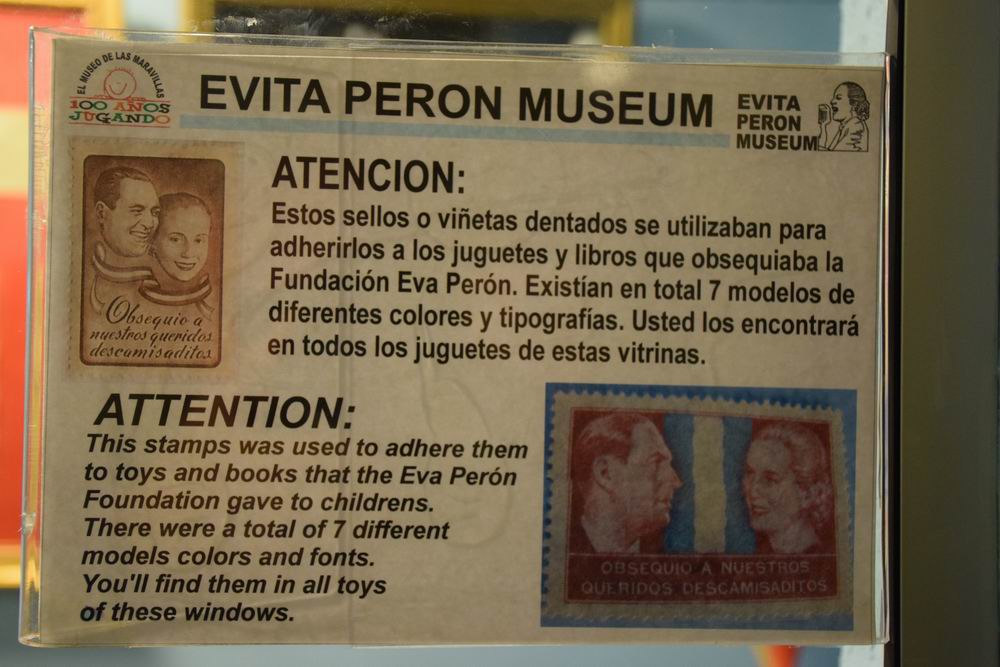 EL MUSEO DE LAS MARAVILLAS
100 AÑOS
JUGANDO
EVITA PERON MUSEUM
EVITA
PERON
MUSEUM
ATENCION:
Estos sellos o viñetas dentados se utilizaban para
adherirlos a los juguetes y libros que obsequiaba la
Fundación Eva Perón. Existían en total 7 modelos de
diferentes colores y tipografías. Usted los encontrará
en todos los juguetes de estas vitrinas.
Obsequio a
nuestros queridos
descamisaditos
ATTENTION:
This stamps was used to adhere them
to toys and books that the Eva Perón
Foundation gave to childrens.
There were a total of 7 different
models colors and fonts.
You'll find them in all toys
of these windows.
OBSEQUIO A NUESTROS
QUERIDOS DESCAMISADITOS